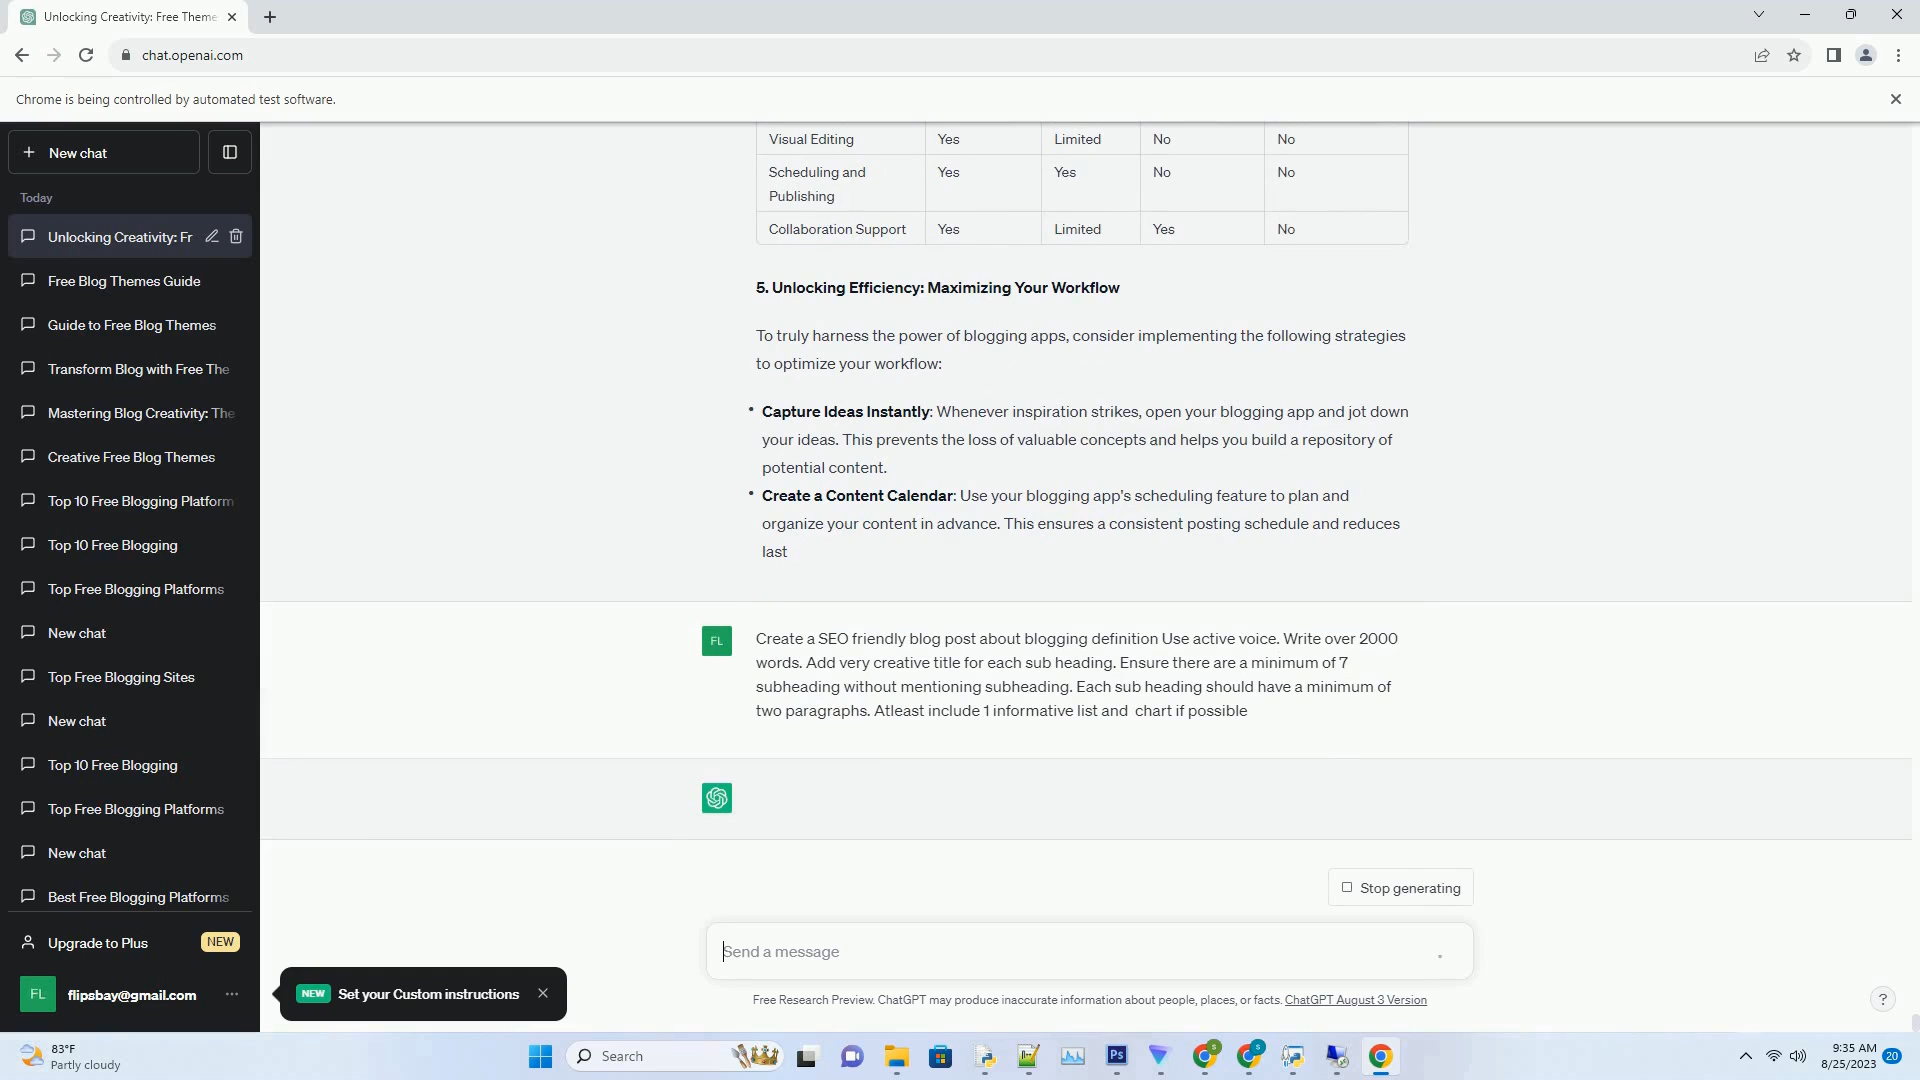 Unlocking Creativity: Free Theme
chat.openai.com
Chrome is being controlled by automated test software.
New chat
Today
Unlocking Creativity: Fr
Free Blog Themes Guide
Guide to Free Blog Themes
Transform Blog with Free The
Mastering Blog Creativity: The
Creative Free Blog Themes
Top 10 Free Blogging Platform
Top 10 Free Blogging
Top Free Blogging Platforms
New chat
Top Free Blogging Sites
New chat
Top 10 Free Blogging
Top Free Blogging Platforms
New chat
Best Free Blogging Platforms
Upgrade to Plus NEW
FL flipsbay@gmail.com
NEW Set your Custom instructions
Visual Editing Yes Limited No No
Scheduling and Yes Yes No No
Publishing
Collaboration Support Yes Limited Yes No
5. Unlocking Efficiency: Maximizing Your Workflow
To truly harness the power of blogging apps, consider implementing the following strategies
to optimize your workflow:
• Capture Ideas Instantly: Whenever inspiration strikes, open your blogging app and jot down
your ideas. This prevents the loss of valuable concepts and helps you build a repository of
potential content.
• Create a Content Calendar: Use your blogging app's scheduling feature to plan and
organize your content in advance. This ensures a consistent posting schedule and reduces
last
FL
Create a SEO friendly blog post about blogging definition Use active voice. Write over 2000
words. Add very creative title for each sub heading. Ensure there are a minimum of 7
subheading without mentioning subheading. Each sub heading should have a minimum of
two paragraphs. Atleast include 1 informative list and  chart if possible
Stop generating
Send a message
Free Research Preview. ChatGPT may produce inaccurate information about people, places, or facts. ChatGPT August 3 Version
?
83°F
Partly cloudy
Search
Ps
S
S
9:35 AM
8/25/2023
20